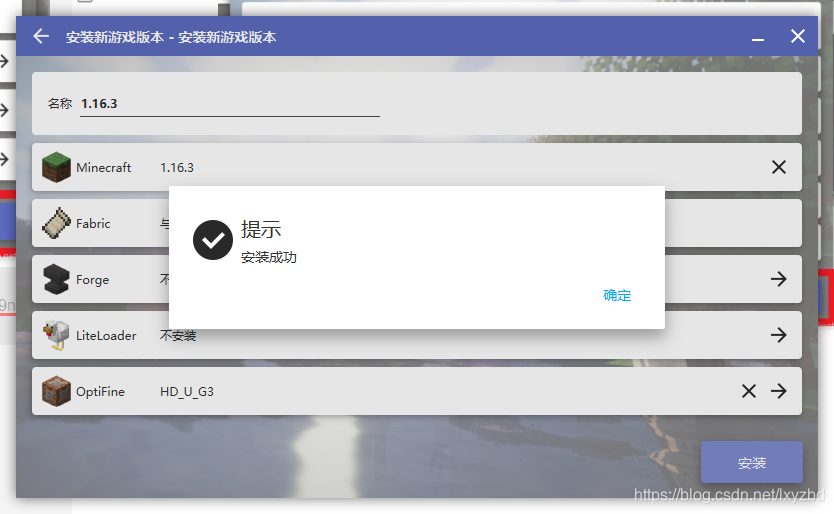 安装新游戏版本 - 安装新游戏版本
名称 1.16.3
Minecraft 1.16.3
Fabric 与
提示
安装成功
Forge 不
确定
LiteLoader 不安装
OptiFine HD_U_G3
安装
https://blog.csdn.net/lxyzbd